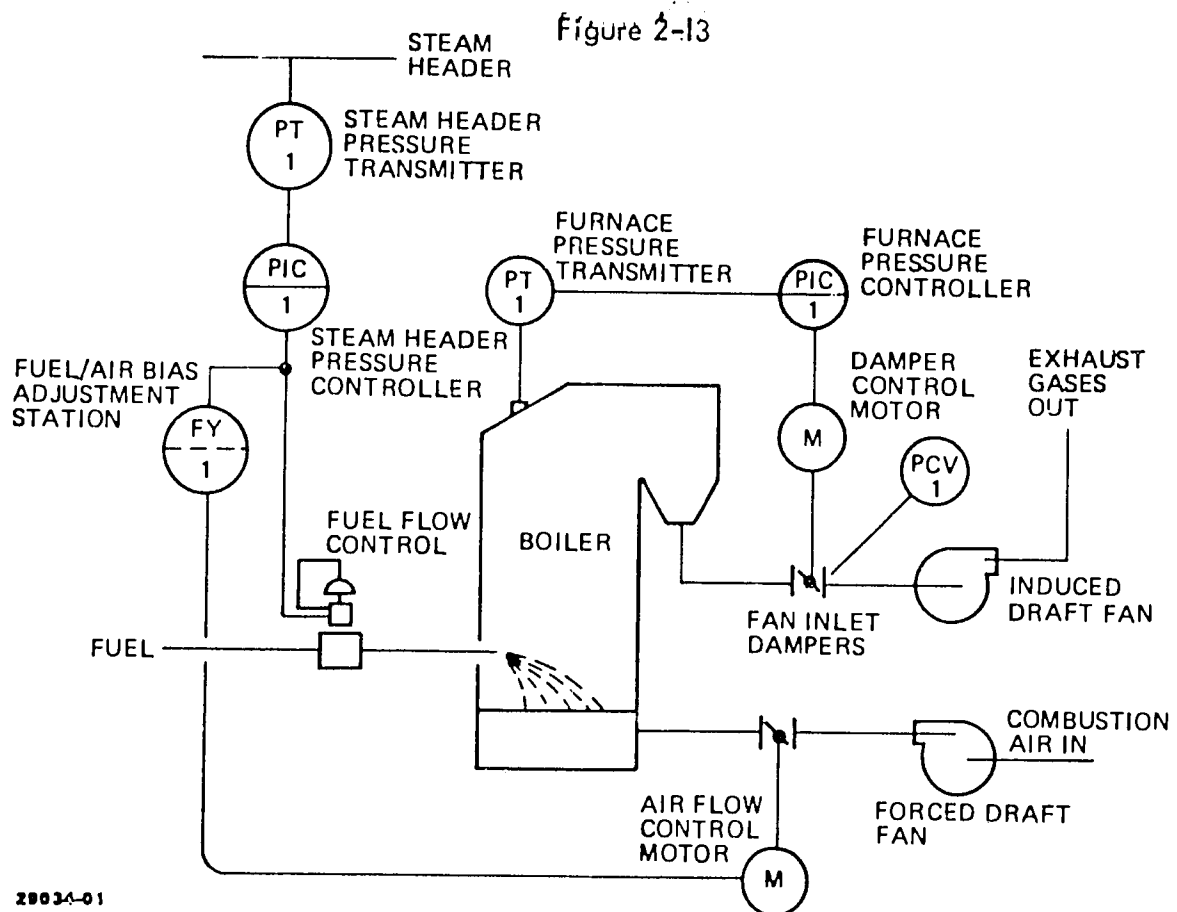 Figure 2-13
STEAM
HEADER
PT
1
STEAM HEADER
PRESSURE
TRANSMITTER
PIC
1
STEAM HEADER
PRESSURE
CONTROLLER
FUEL/AIR BIAS
ADJUSTMENT
STATION
FY
1
FURNACE
PRESSURE
TRANSMITTER
PT
1
PIC
1
FURNACE
PRESSURE
CONTROLLER
DAMPER
CONTROL
MOTOR
M
EXHAUST
GASES
OUT
PCV
1
FUEL FLOW
CONTROL
BOILER
FAN INLET
DAMPERS
INDUCED
DRAFT FAN
FUEL
COMBUSTION
AIR IN
AIR FLOW
CONTROL
MOTOR
M
FORCED DRAFT
FAN
29034-01